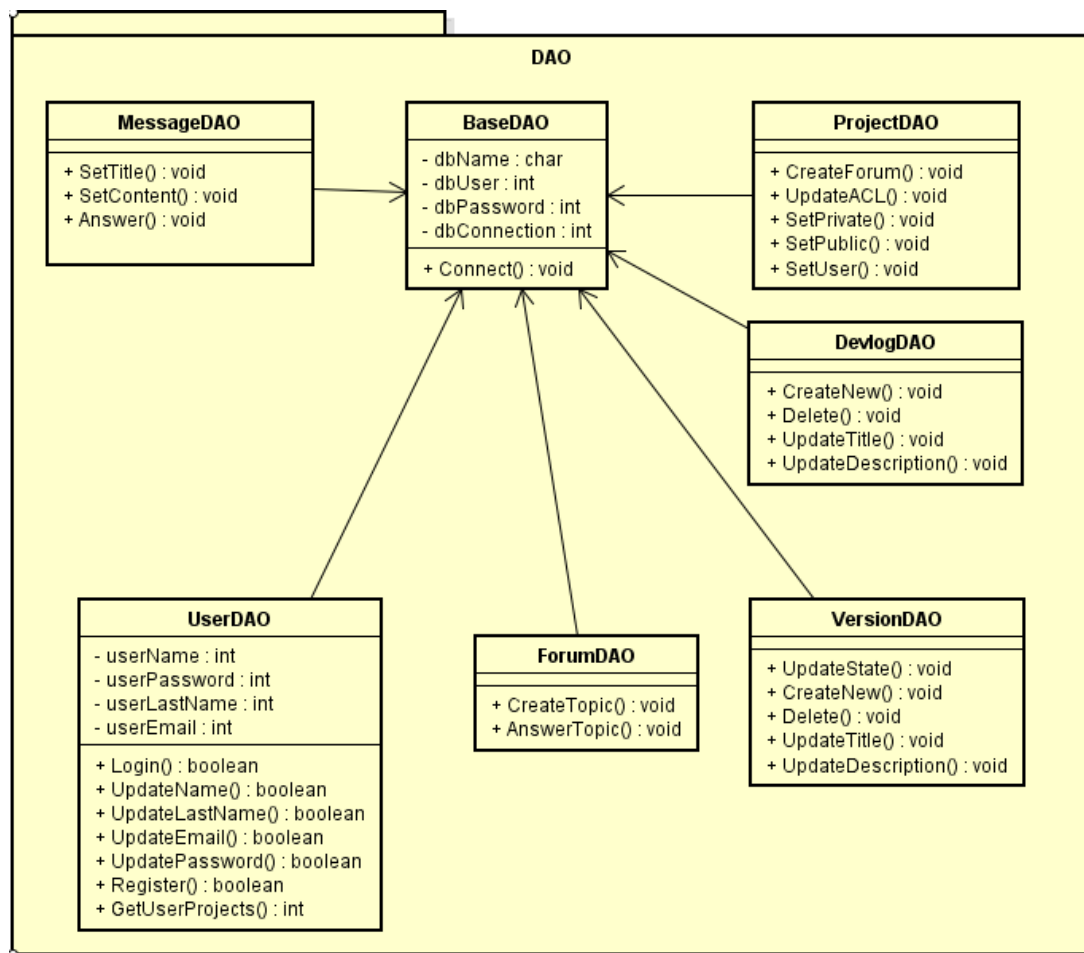 DAO
MessageDAO
+ SetTitle() : void
+ SetContent() : void
+ Answer() : void
BaseDAO
- dbName : char
- dbUser : int
- dbPassword : int
- dbConnection : int
+ Connect() : void
ProjectDAO
+ CreateForum() : void
+ UpdateACL() : void
+ SetPrivate() : void
+ SetPublic() : void
+ SetUser() : void
DevlogDAO
+ CreateNew() : void
+ Delete() : void
+ UpdateTitle() : void
+ UpdateDescription() : void
UserDAO
- userName : int
- userPassword : int
- userLastName : int
- userEmail : int
+ Login() : boolean
+ UpdateName() : boolean
+ UpdateLastName() : boolean
+ UpdateEmail() : boolean
+ UpdatePassword() : boolean
+ Register() : boolean
+ GetUserProjects() : int
ForumDAO
+ CreateTopic() : void
+ AnswerTopic() : void
VersionDAO
+ UpdateState() : void
+ CreateNew() : void
+ Delete() : void
+ UpdateTitle() : void
+ UpdateDescription() : void